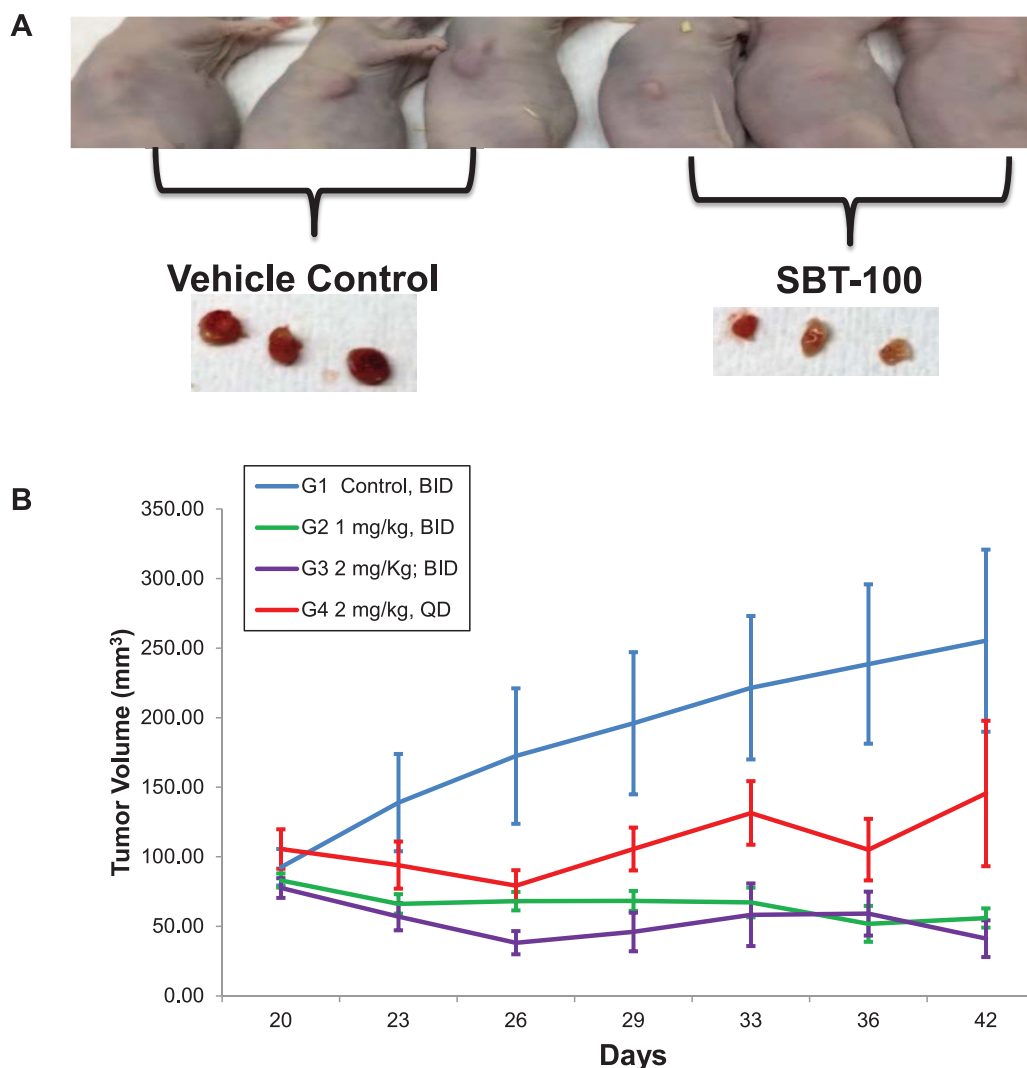 A
Vehicle Control
SBT-100
B
G1 Control, BID
G2 1 mg/kg, BID
G3 2 mg/Kg; BID
G4 2 mg/kg, QD
350.00
300.00
250.00
200.00
150.00
100.00
50.00
0.00
Tumor Volume (mm³)
20 23 26 29 33 36 42
Days